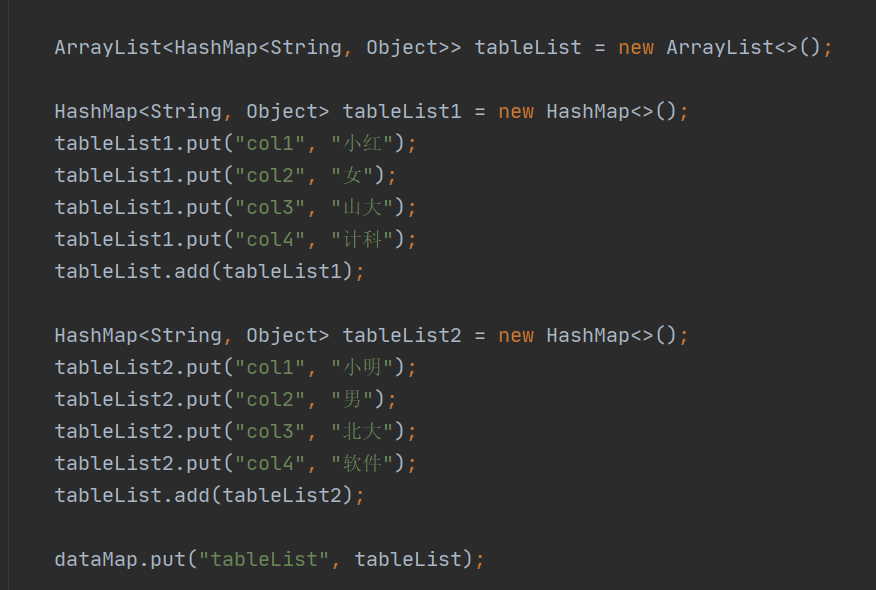 ArrayList<HashMap<String, Object>> tableList = new ArrayList<>();
HashMap<String, Object> tableList1 = new HashMap<>();
tableList1.put("col1", "小红");
tableList1.put("col2", "女");
tableList1.put("col3", "山大");
tableList1.put("col4", "计科");
tableList.add(tableList1);
HashMap<String, Object> tableList2 = new HashMap<>();
tableList2.put("col1", "小明");
tableList2.put("col2", "男");
tableList2.put("col3", "北大");
tableList2.put("col4", "软件");
tableList.add(tableList2);
dataMap.put("tableList", tableList);